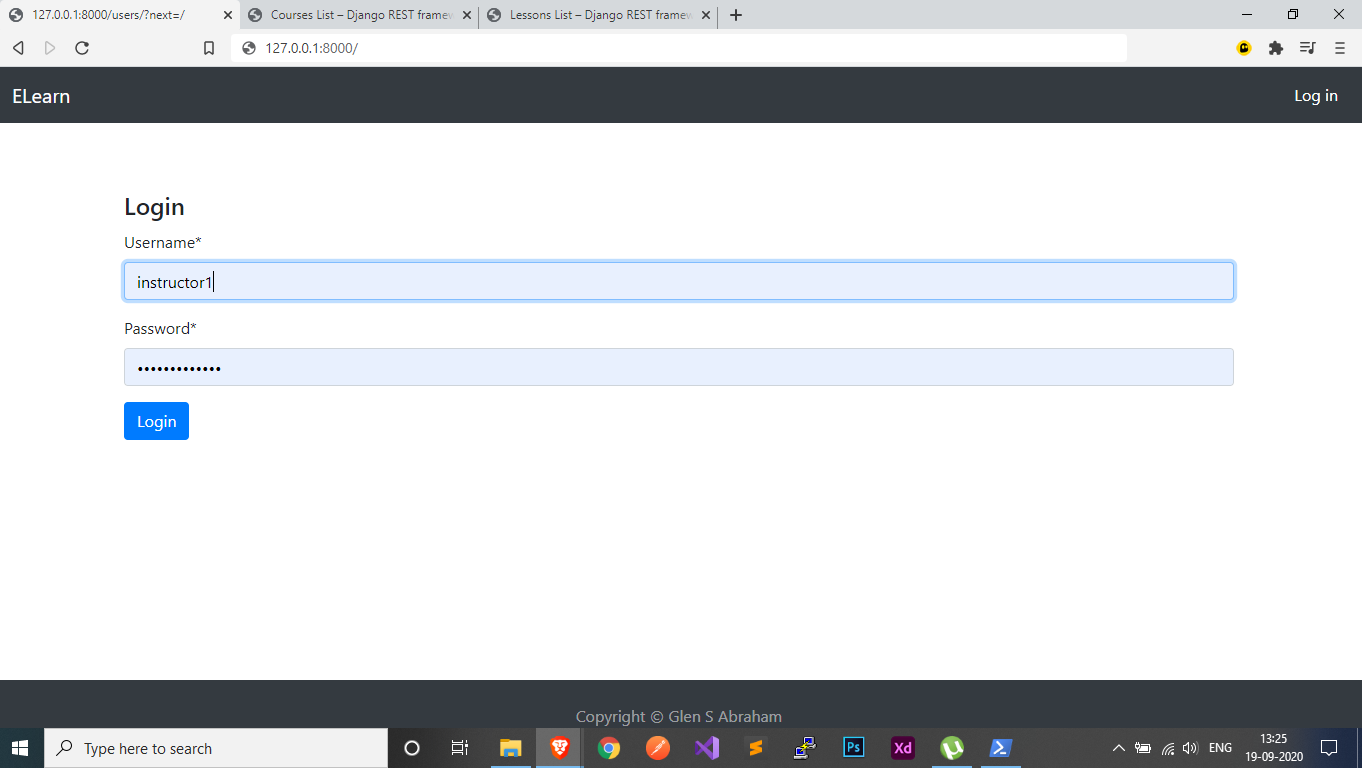 127.0.0.1:8000/users/?next=/
Courses List – Django REST framew
Lessons List – Django REST framew
127.0.0.1:8000/
ELearn
Log in
Login
Username*
instructor1
Password*
•••••••••••••
Login
Copyright © Glen S Abraham
Type here to search
Ps
Xd
ENG
13:25
19-09-2020